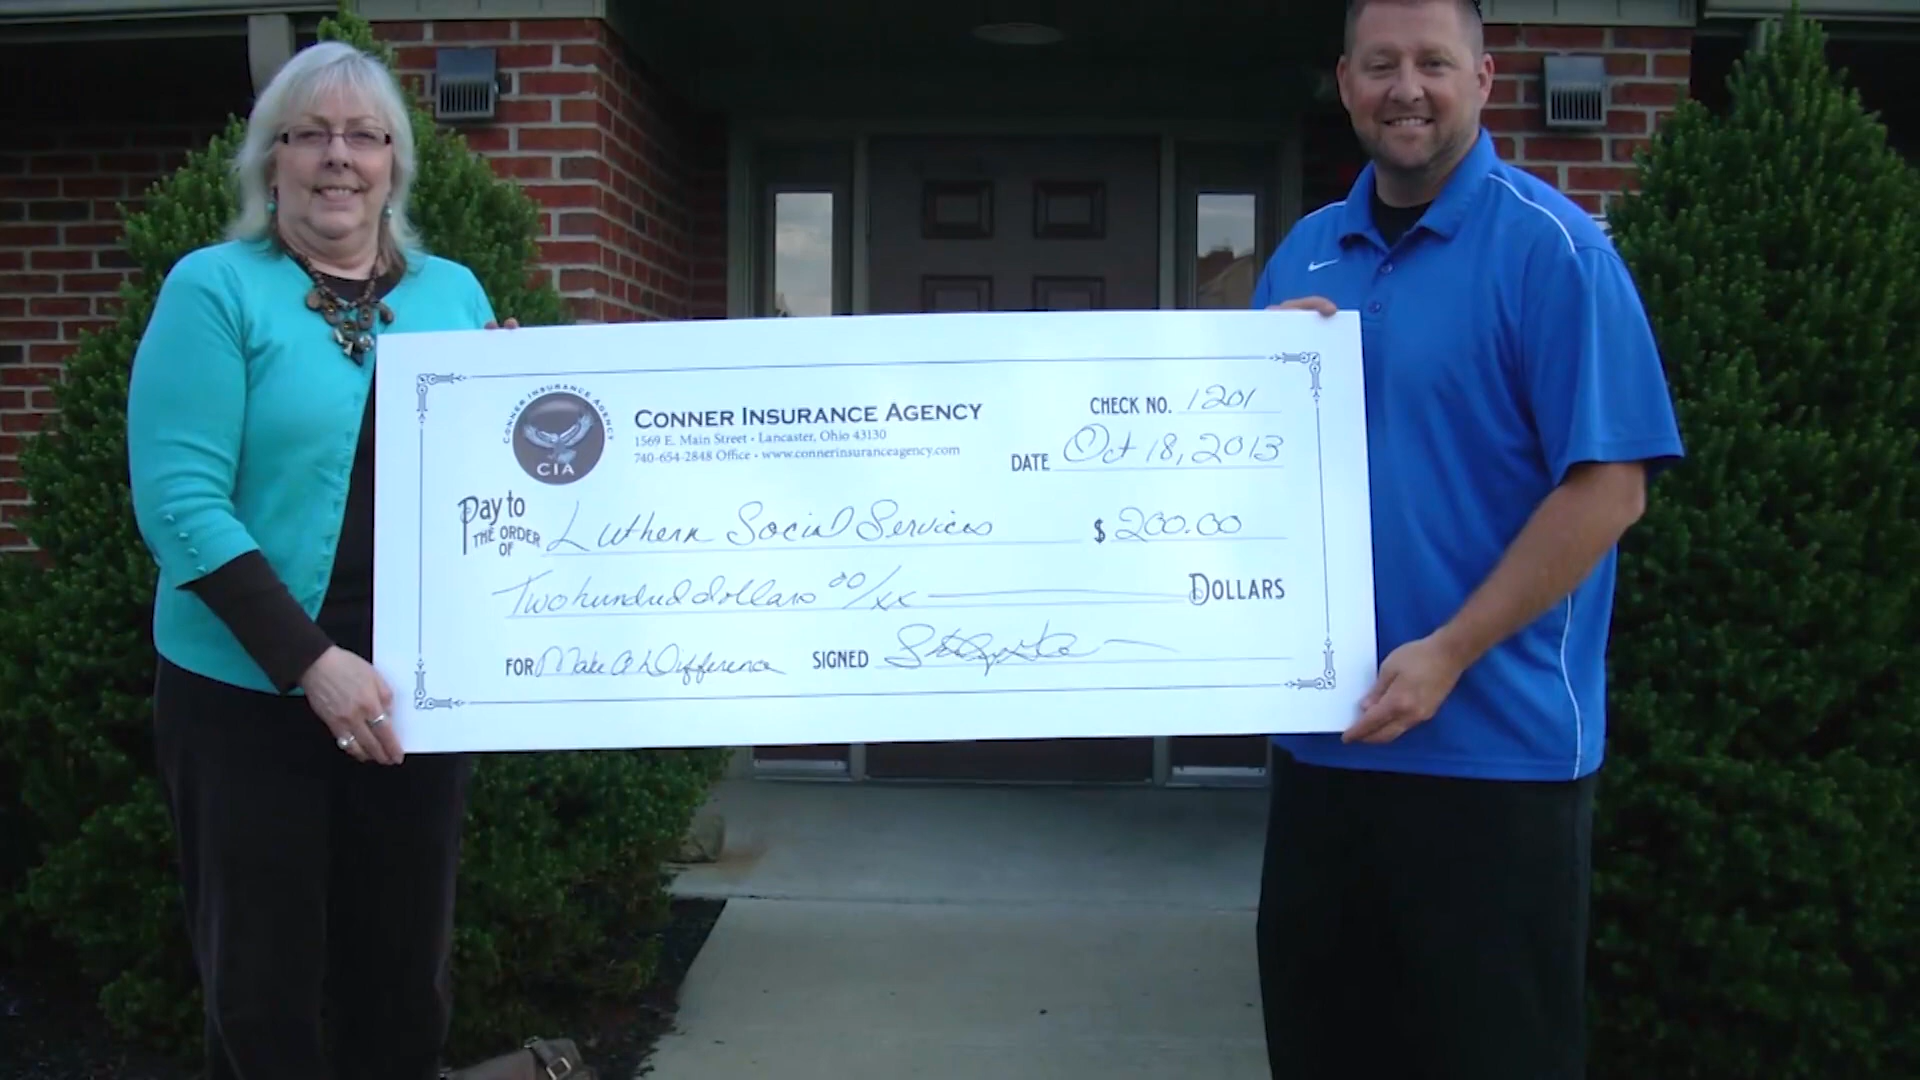 CONNER INSURANCE AGENCY
CIA
CONNER INSURANCE AGENCY
1569 E. Main Street • Lancaster, Ohio 43130
740-654-2848 Office • www.connerinsuranceagency.com
CHECK NO. 1201
DATE Oct 18, 2013
Pay to THE ORDER OF Luthern Social Services $ 200.00
Two hundred dollars 00/xx DOLLARS
FOR Make A Difference SIGNED